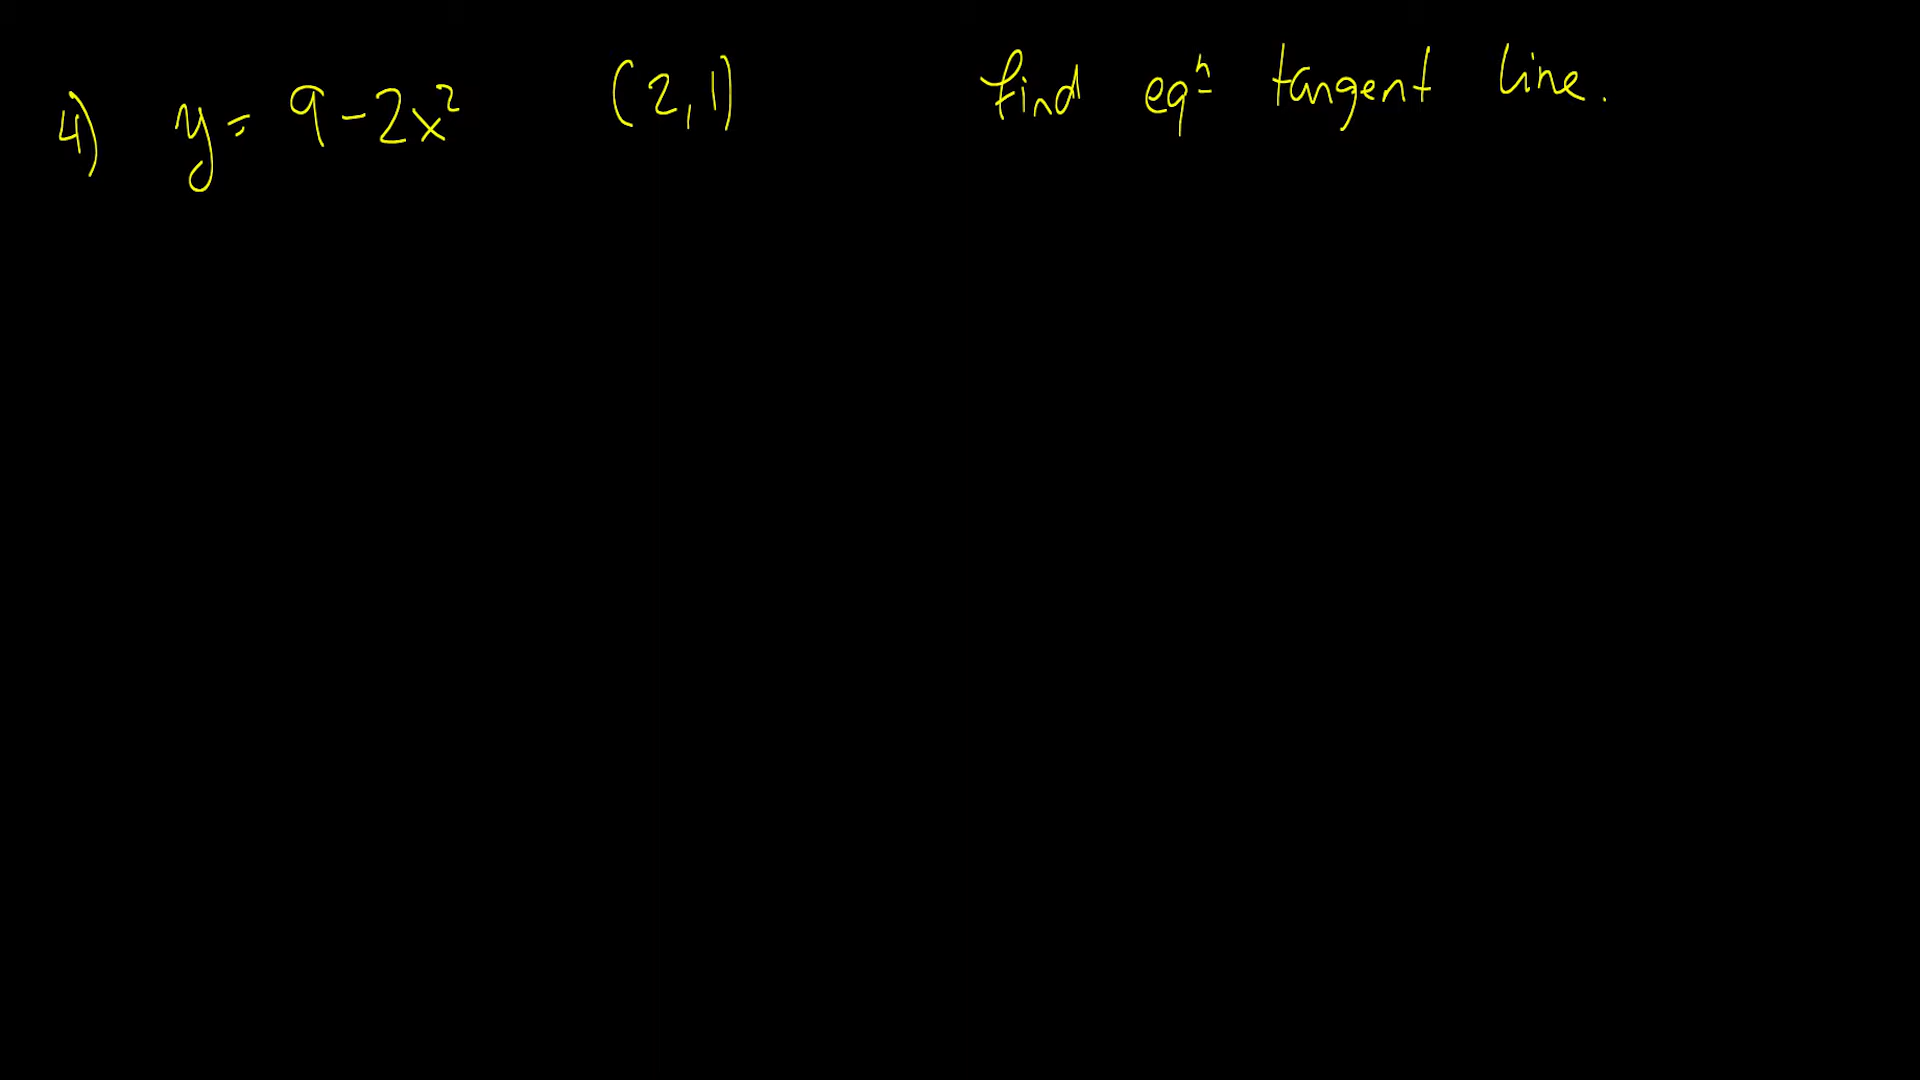 4) y = 9-2x² (2,1) find eqⁿ tangent line.